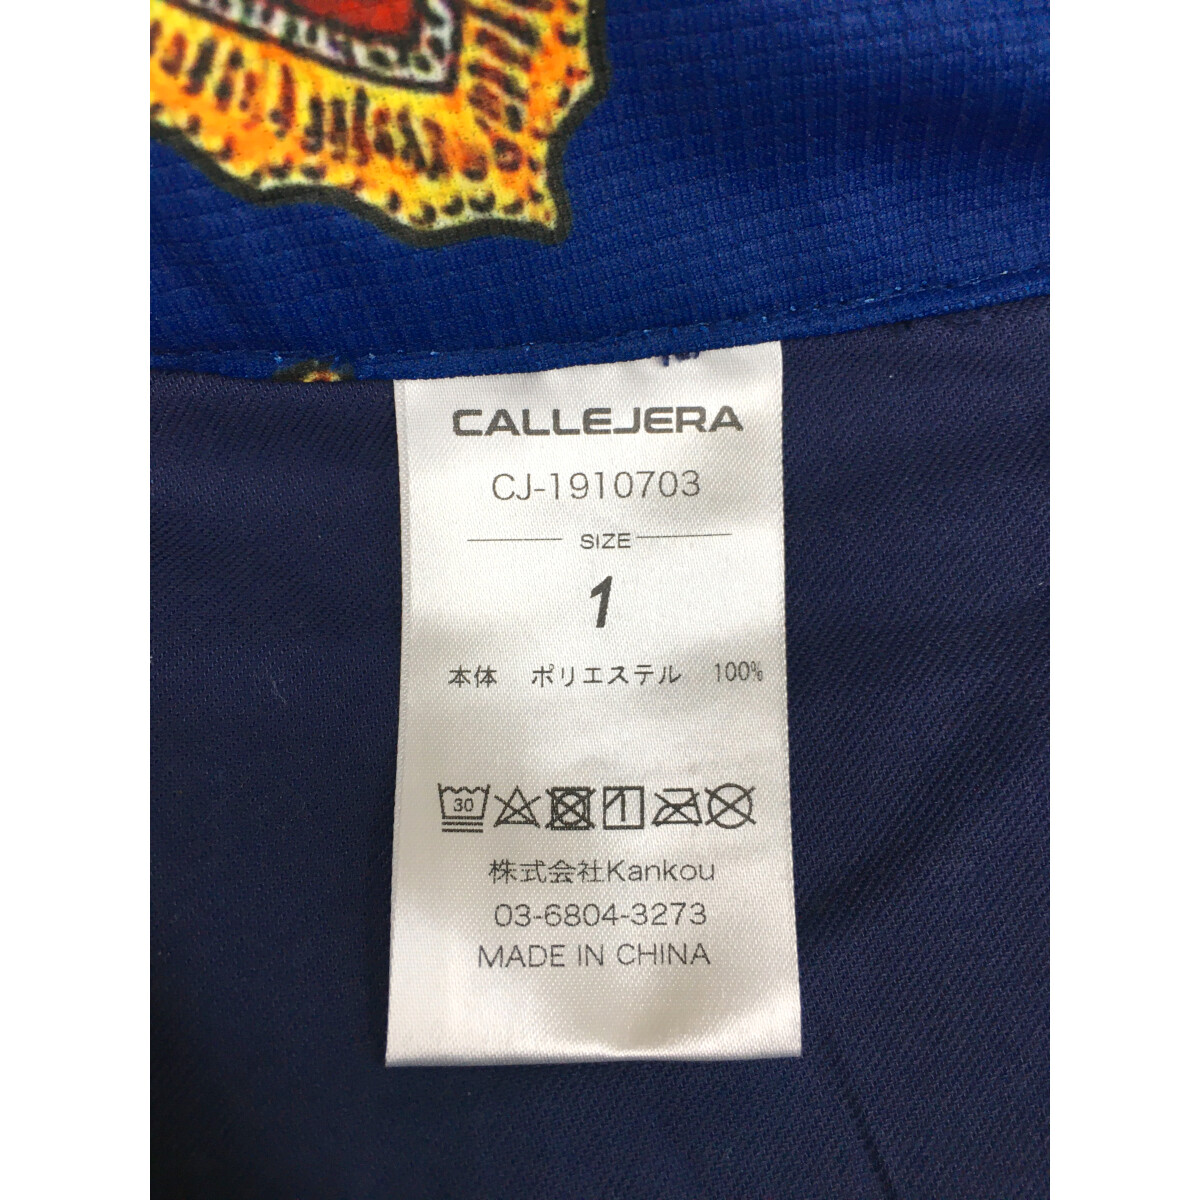 CALLEJERA
CJ-1910703
SIZE
1
本体 ポリエステル 100%
30
株式会社Kankou
03-6804-3273
MADE IN CHINA